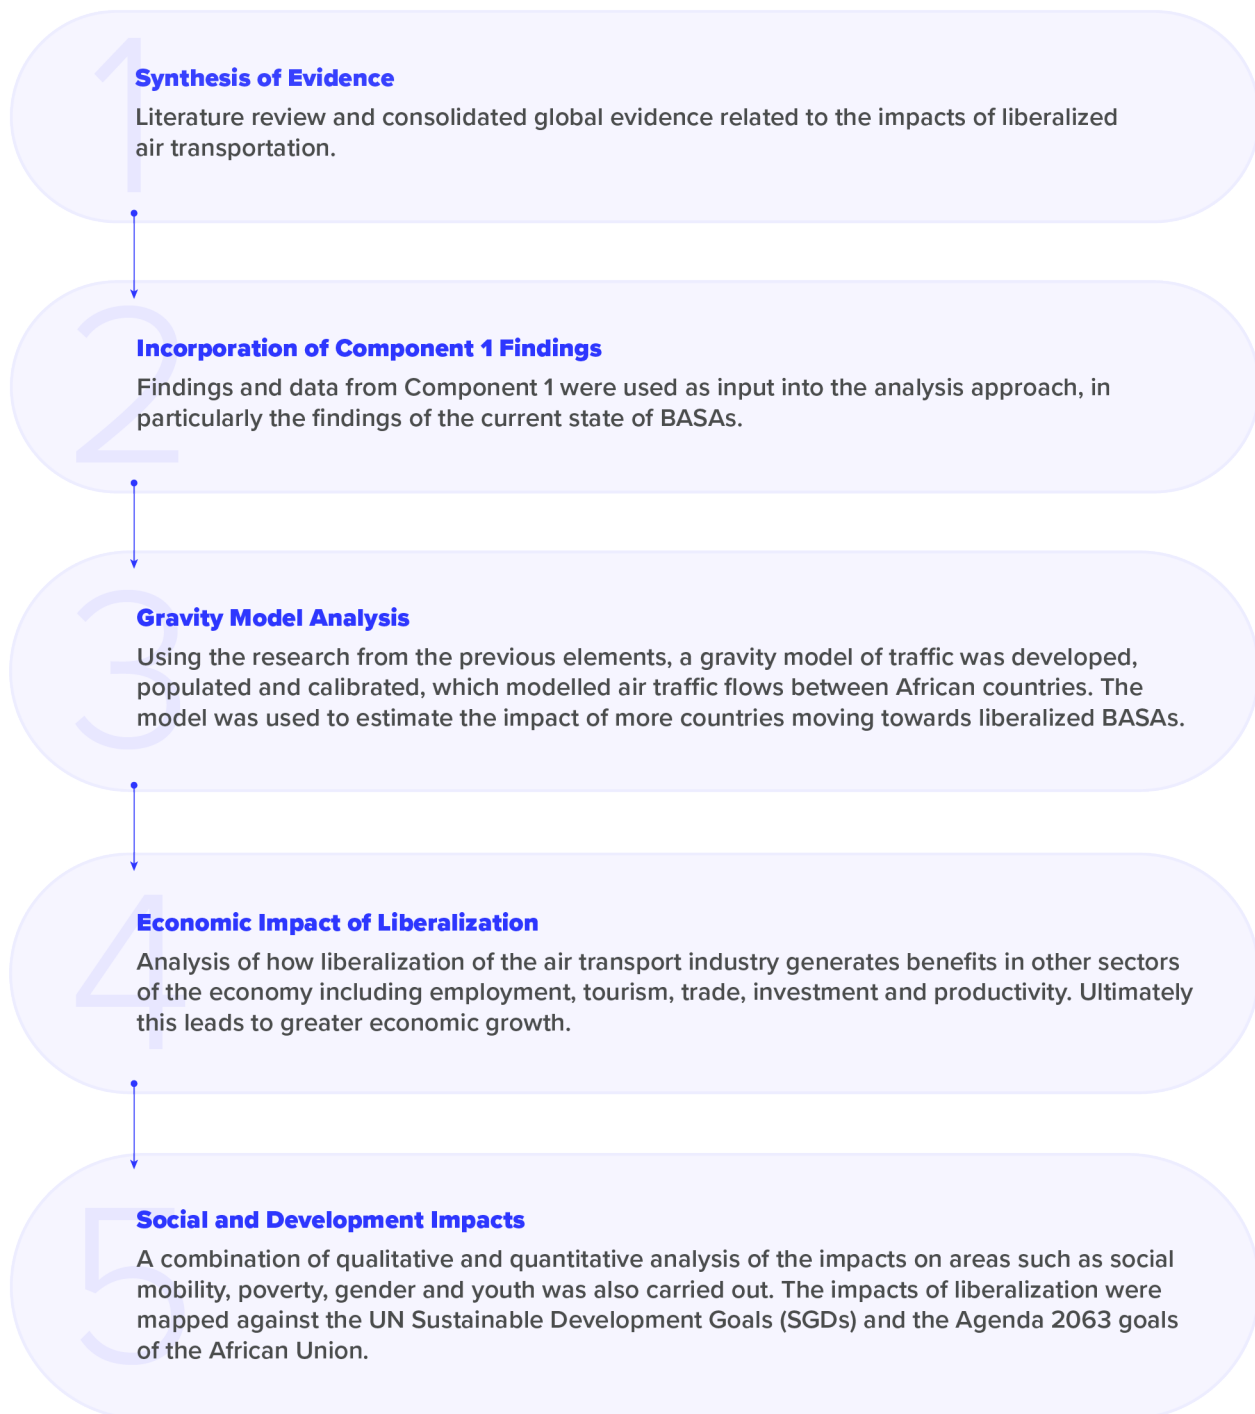 1
Synthesis of Evidence
Literature review and consolidated global evidence related to the impacts of liberalized
air transportation.
2
Incorporation of Component 1 Findings
Findings and data from Component 1 were used as input into the analysis approach, in
particularly the findings of the current state of BASAs.
3
Gravity Model Analysis
Using the research from the previous elements, a gravity model of traffic was developed,
populated and calibrated, which modelled air traffic flows between African countries. The
model was used to estimate the impact of more countries moving towards liberalized BASAs.
4
Economic Impact of Liberalization
Analysis of how liberalization of the air transport industry generates benefits in other sectors
of the economy including employment, tourism, trade, investment and productivity. Ultimately
this leads to greater economic growth.
5
Social and Development Impacts
A combination of qualitative and quantitative analysis of the impacts on areas such as social
mobility, poverty, gender and youth was also carried out. The impacts of liberalization were
mapped against the UN Sustainable Development Goals (SGDs) and the Agenda 2063 goals
of the African Union.